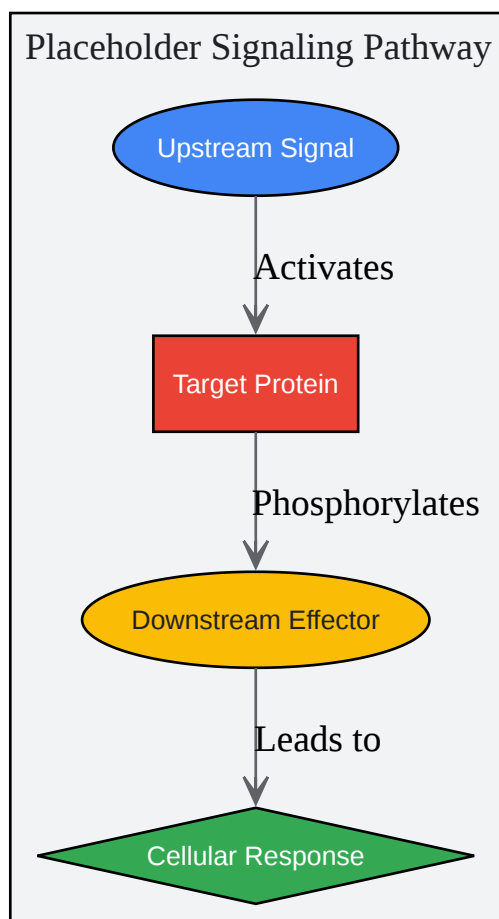 Placeholder Signaling Pathway
Upstream Signal
Activates
Target Protein
Phosphorylates
Downstream Effector
Leads to
Cellular Response